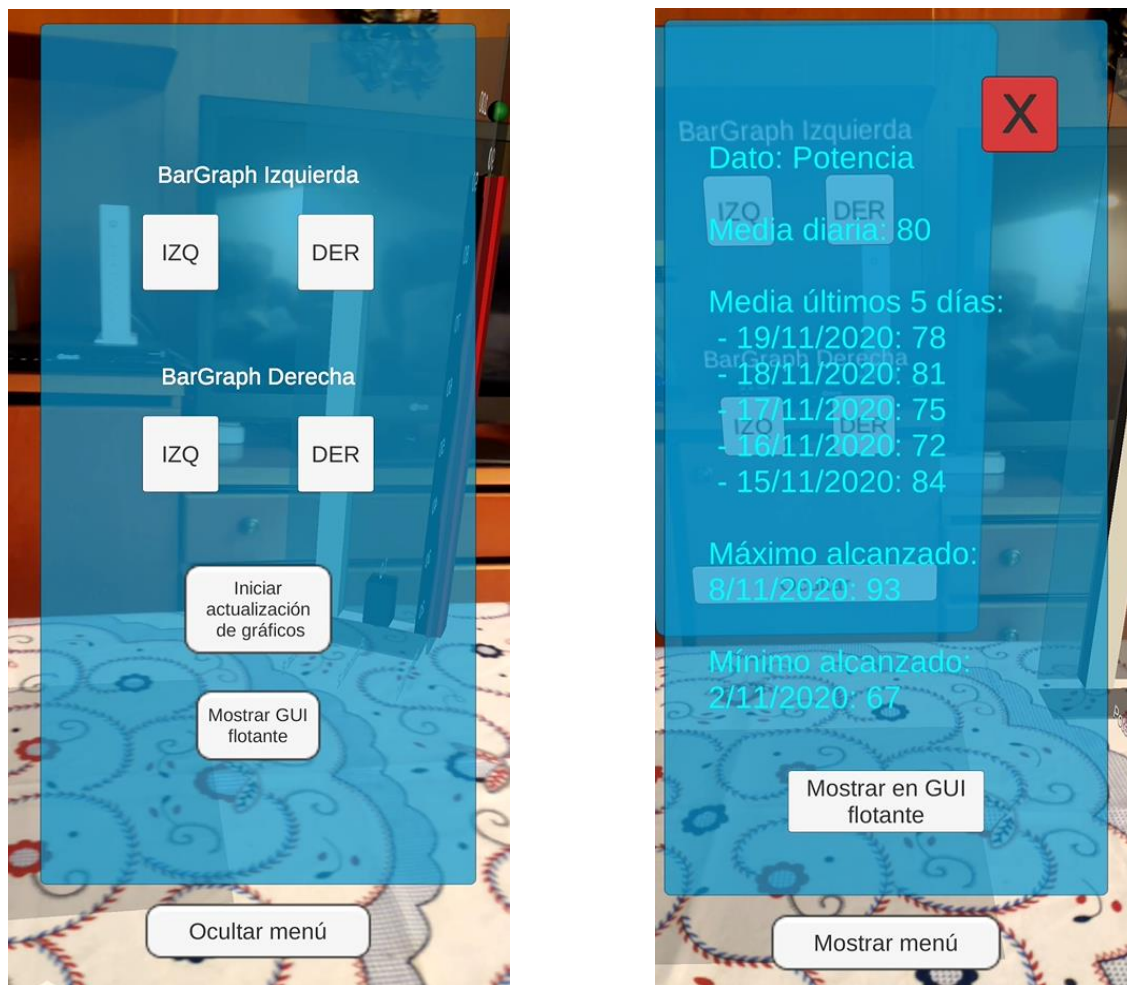 BarGraph Izquierda
IZQ DER
BarGraph Derecha
IZQ DER
Iniciar
actualización
de gráficos
Mostrar GUI
flotante
Ocultar menú
X
BarGraph Izquierda
Dato: Potencia
IZQ DER
Media diaria: 80
Media últimos 5 días:
- 19/11/2020: 78
BarGraph Derecha
- 18/11/2020: 81
- 17/11/2020: 75
IZQ DER
- 16/11/2020: 72
- 15/11/2020: 84
Máximo alcanzado:
8/11/2020: 93
Mínimo alcanzado:
2/11/2020: 67
Mostrar en GUI
flotante
Mostrar menú